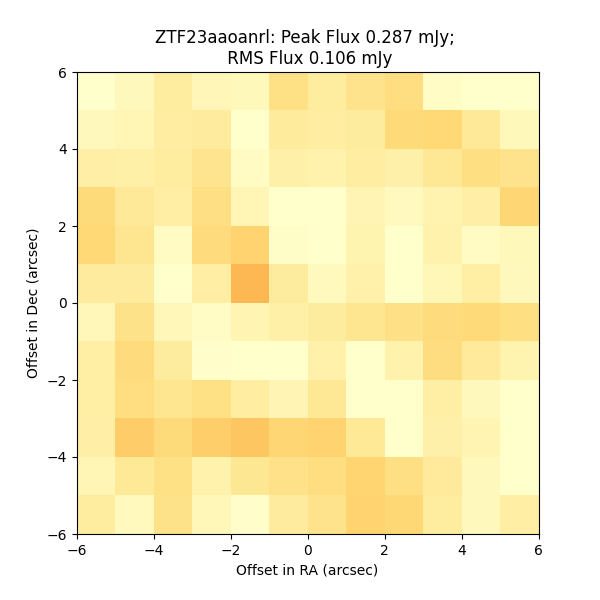 ZTF23aaoanrl: Peak Flux 0.287 mJy;
RMS Flux 0.106 mJy
6
4
2
0
−2
−4
−6
Offset in Dec (arcsec)
−6 −4 −2 0 2 4 6
Offset in RA (arcsec)